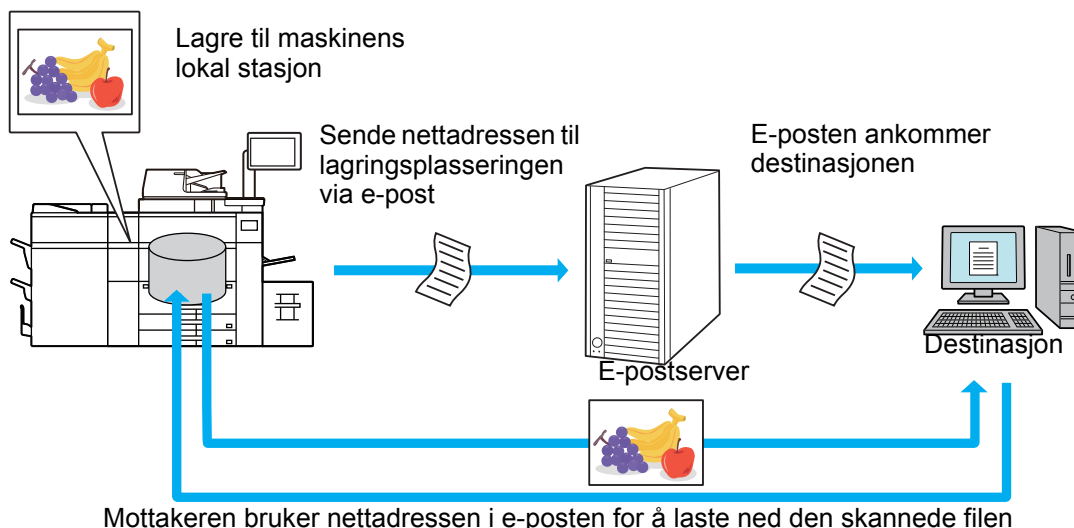 Lagre til maskinens
lokal stasjon
Sende nettadressen til
lagringsplasseringen
via e-post
E-posten ankommer
destinasjonen
E-postserver
Destinasjon
Mottakeren bruker nettadressen i e-posten for å laste ned den skannede filen